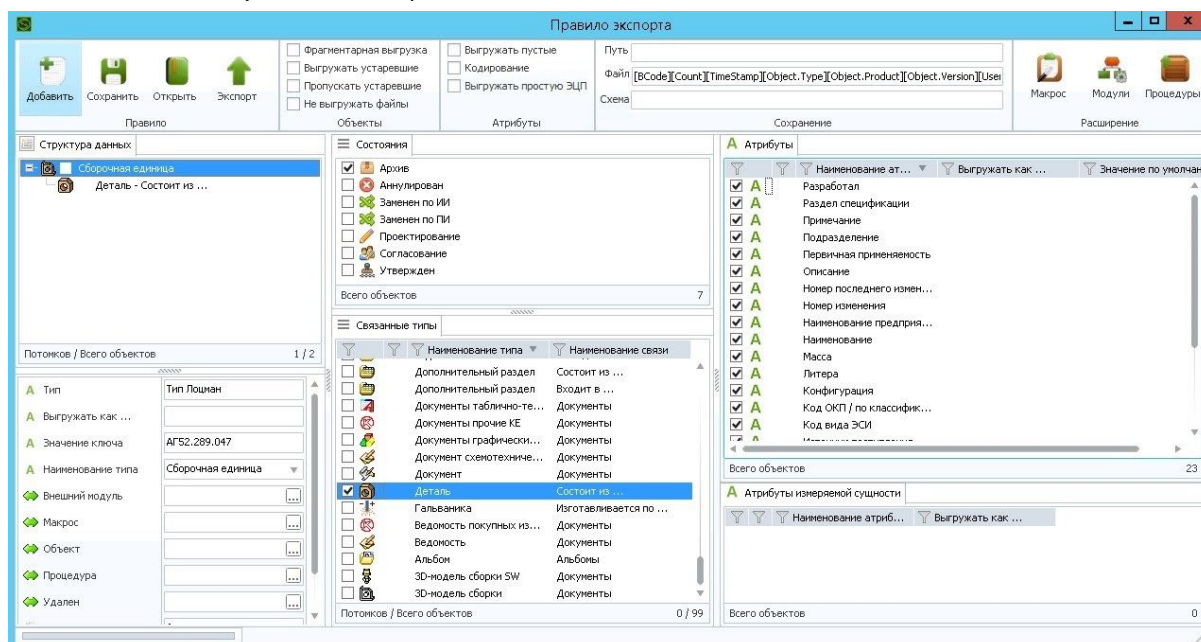 Правило экспорта
Добавить
Сохранить
Открыть
Экспорт
Правило
Фрагментарная выгрузка
Выгружать устаревшие
Пропускать устаревшие
Не выгружать файлы
Объекты
Выгружать пустые
Кодирование
Выгружать простую ЭЦП
Атрибуты
Путь
Файл [BCode][Count][TimeStamp][Object.Type][Object.Product][Object.Version][User
Схема
Сохранение
Макрос
Модули
Процедуры
Расширение
Структура данных
Сборочная единица
Деталь - Состоит из ...
Потомков / Всего объектов 1 / 2
Тип Тип Лоцман
Выгружать как ...
Значение ключа АГ52.289.047
Наименование типа Сборочная единица
Внешний модуль ...
Макрос ...
Объект ...
Процедура ...
Удален ...
Состояния
Архив
Аннулирован
Заменен по ИИ
Заменен по ПИ
Проектирование
Согласование
Утвержден
Всего объектов 7
Связанные типы
Наименование типа Наименование связи
Дополнительный раздел Состоит из ...
Дополнительный раздел Входит в ...
Документы таблично-те... Документы
Документы прочие КЕ Документы
Документы графически... Документы
Документ схемотехниче... Документы
Документ Документы
Деталь Состоит из ...
Гальваника Изготавливается по ...
Ведомость покупных из... Документы
Ведомость Документы
Альбом Альбомы
3D-модель сборки SW Документы
3D-модель сборки Документы
Потомков / Всего объектов 0 / 99
A Атрибуты
Наименование ат... Выгружать как ... Значение по умолчан
A Разработал
A Раздел спецификации
A Примечание
A Подразделение
A Первичная применяемость
A Описание
A Номер последнего измен...
A Номер изменения
A Наименование предприя...
A Наименование
A Масса
A Литера
A Конфигурация
A Код ОКП / по классифик...
A Код вида ЭСИ
Всего объектов 23
A Атрибуты измеряемой сущности
Наименование атриб... Выгружать как ...
Всего объектов 0